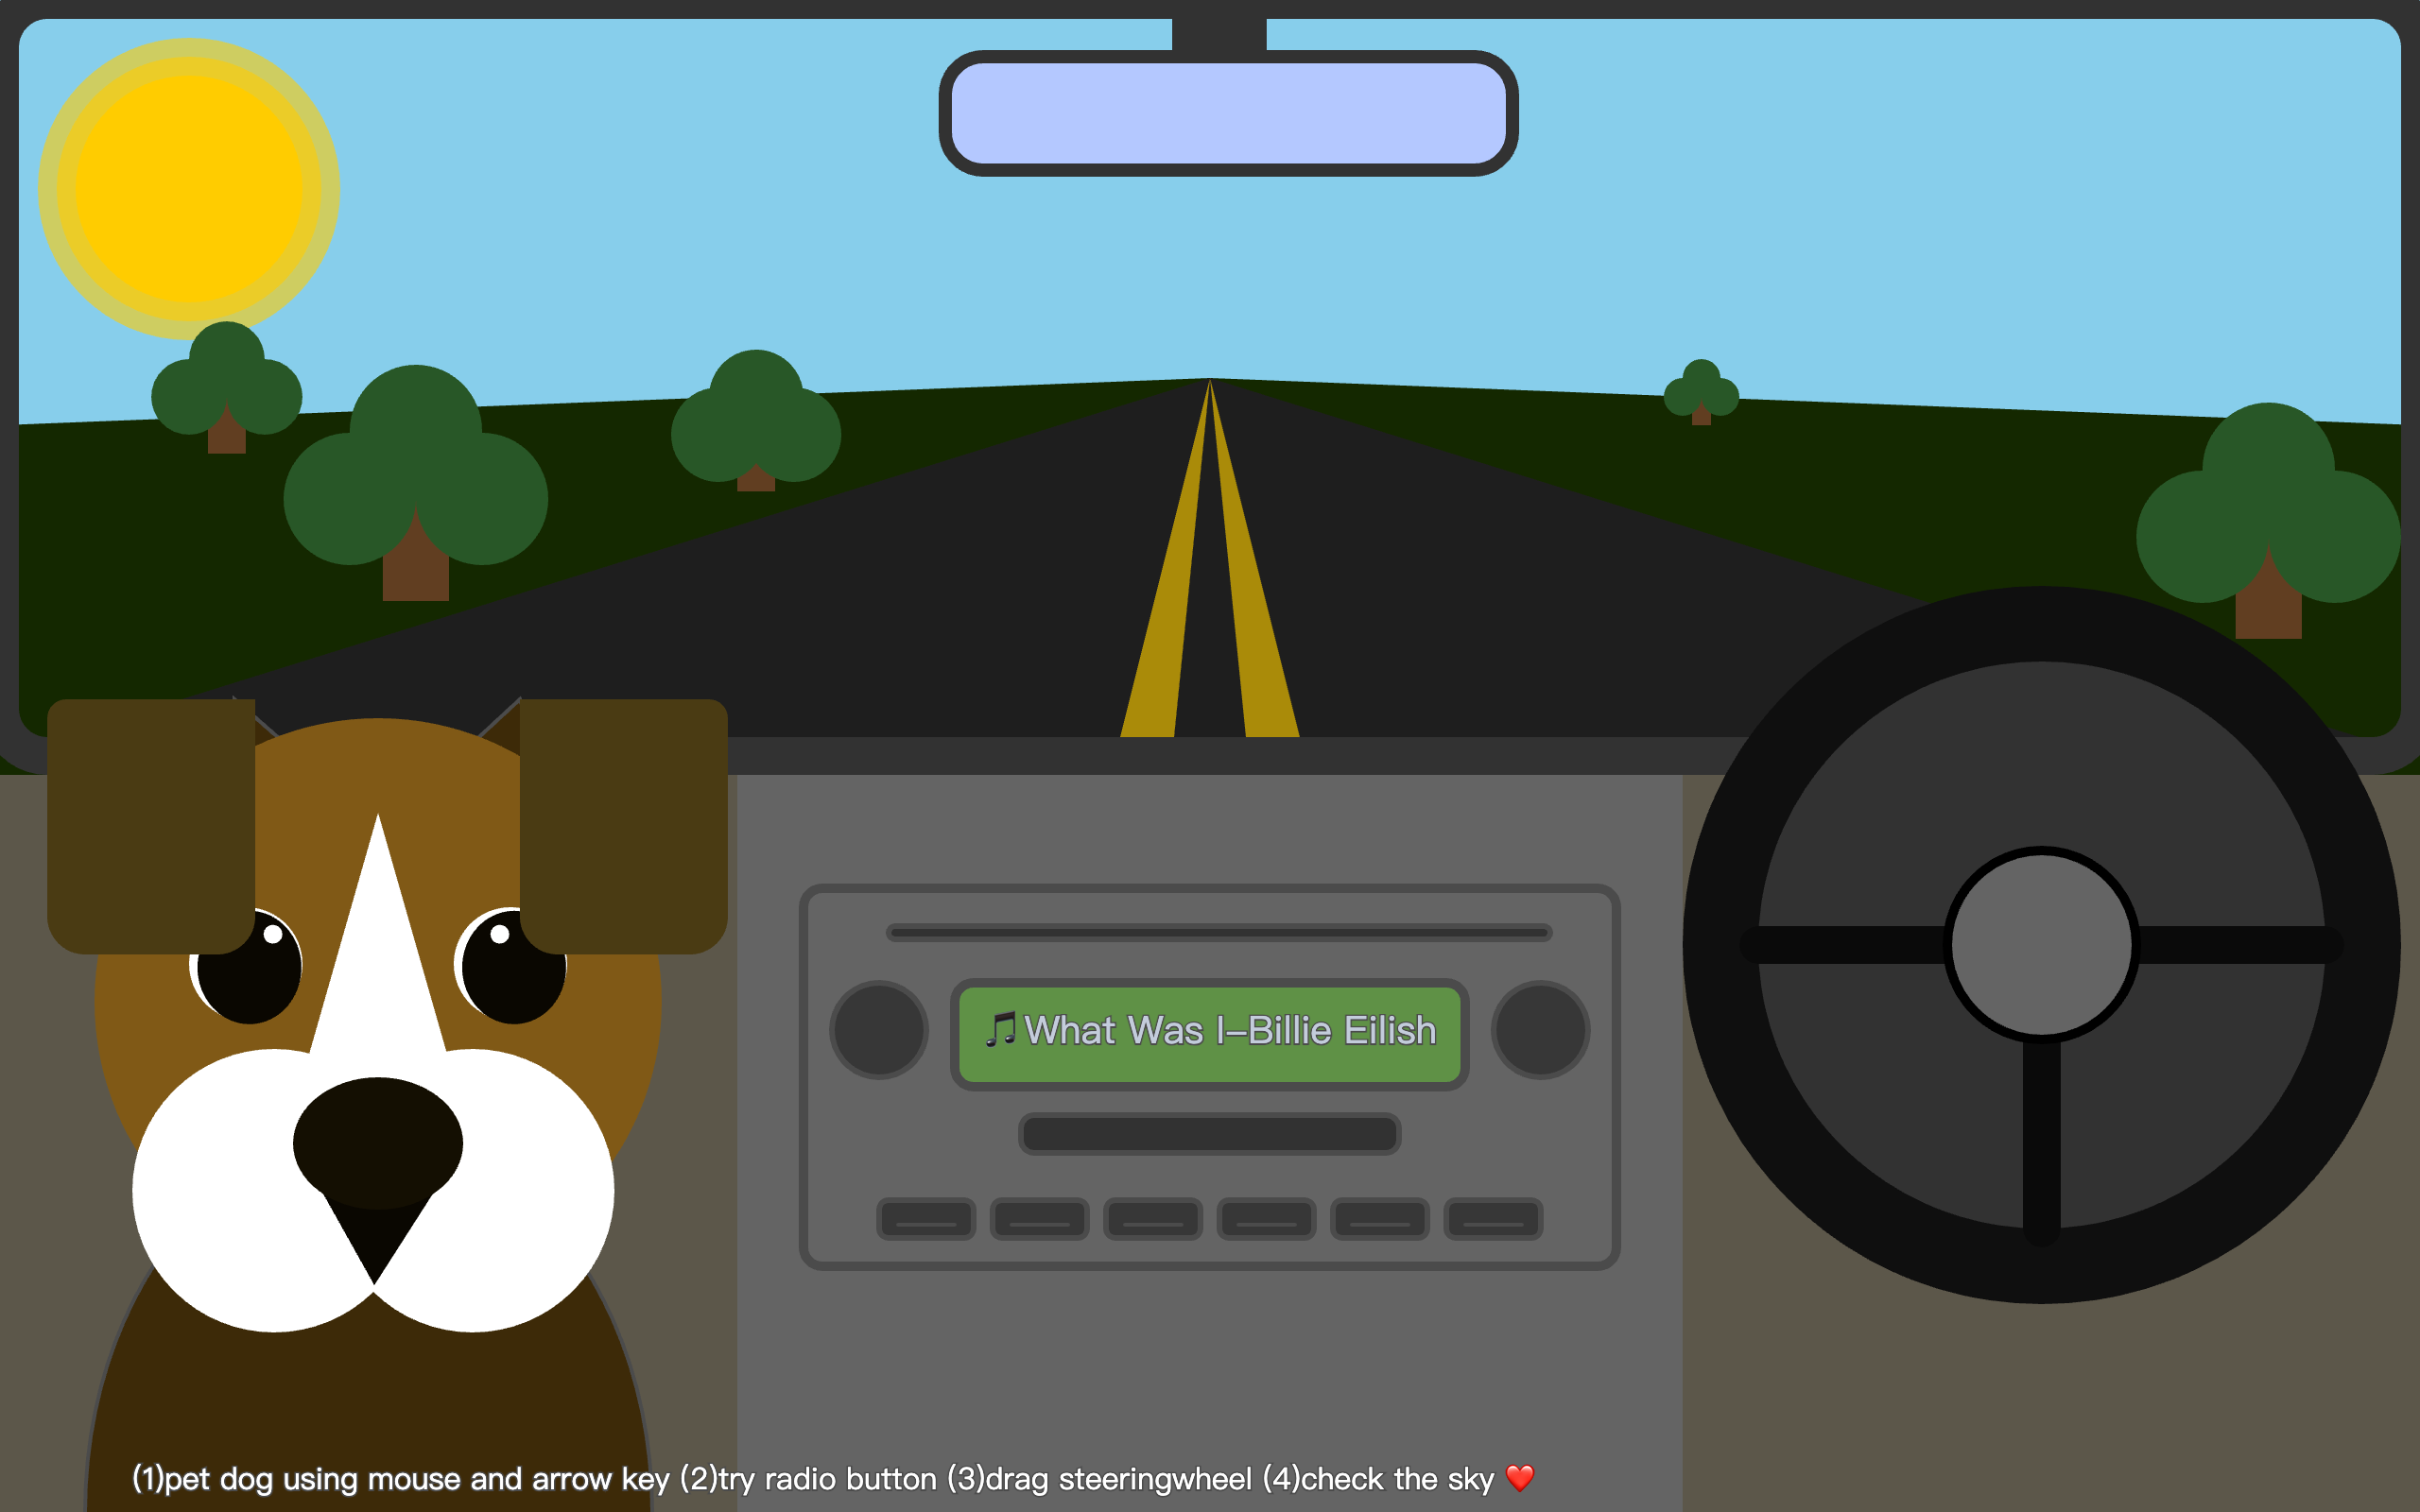 🎵What Was I–Billie Eilish
(1)pet dog using mouse and arrow key (2)try radio button (3)drag steeringwheel (4)check the sky ❤️